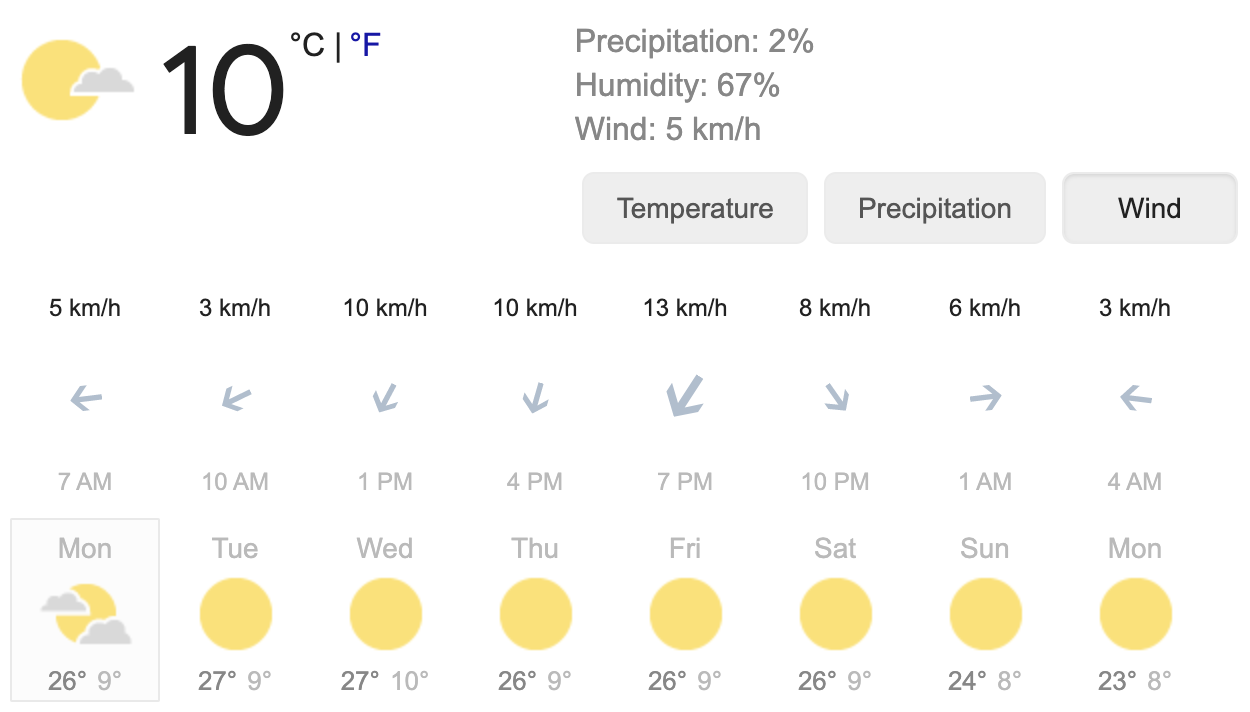 10 °C | °F
Precipitation: 2%
Humidity: 67%
Wind: 5 km/h
Temperature Precipitation Wind
5 km/h 3 km/h 10 km/h 10 km/h 13 km/h 8 km/h 6 km/h 3 km/h
7 AM 10 AM 1 PM 4 PM 7 PM 10 PM 1 AM 4 AM
Mon Tue Wed Thu Fri Sat Sun Mon
26° 9° 27° 9° 27° 10° 26° 9° 26° 9° 26° 9° 24° 8° 23° 8°